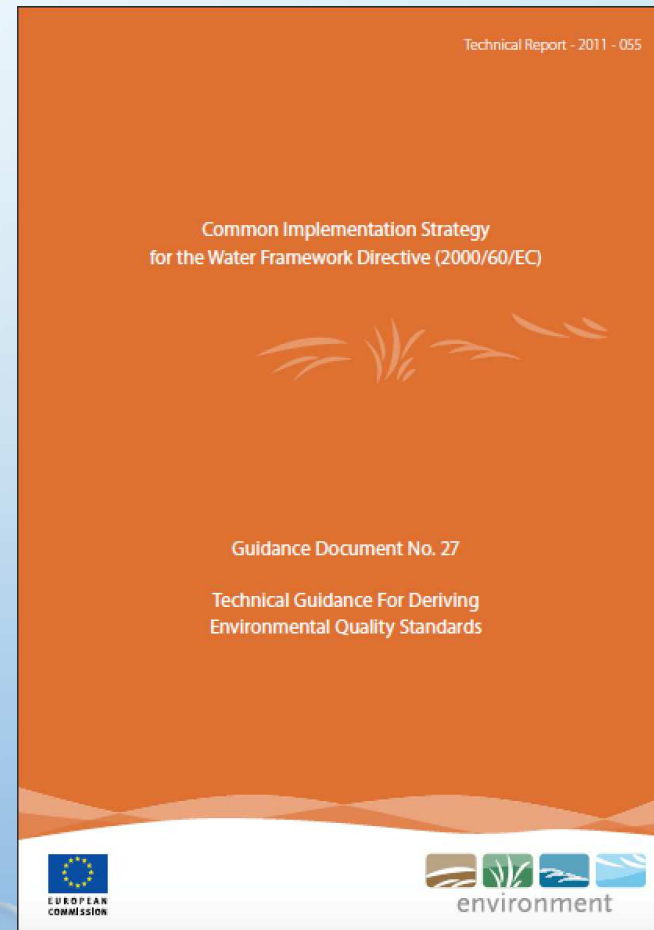 Technical Report - 2011 - 055
Common Implementation Strategy
for the Water Framework Directive (2000/60/EC)
Guidance Document No. 27
Technical Guidance For Deriving
Environmental Quality Standards
EUROPEAN
COMMISSION
environment